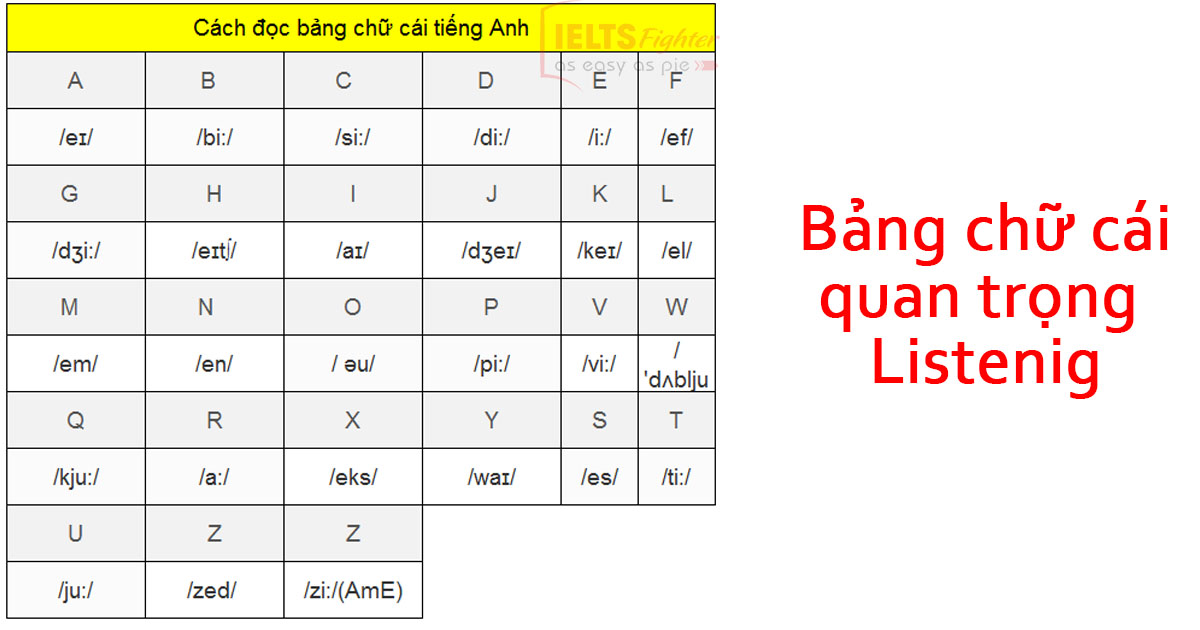 Cách đọc bảng chữ cái tiếng Anh
IELTS Fighter
as easy as pie
A B C D E F
/eɪ/ /bi:/ /si:/ /di:/ /i:/ /ef/
G H I J K L
/dʒi:/ /eɪtʃ/ /aɪ/ /dʒeɪ/ /keɪ/ /el/
M N O P V W
/em/ /en/ / əu/ /pi:/ /vi:/ / 'dʌblju
Q R X Y S T
/kju:/ /a:/ /eks/ /waɪ/ /es/ /ti:/
U Z Z
/ju:/ /zed/ /zi:/(AmE)
Bảng chữ cái
quan trọng
Listenig